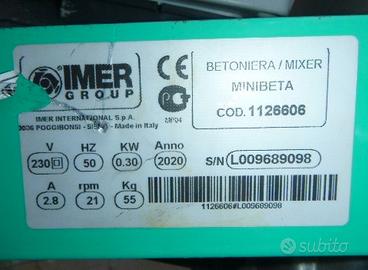 IMER
GROUP
IMER INTERNATIONAL S.p.A.
POGGIBONSI - SIENA - Made in Italy
CE
BETONIERA / MIXER
MINIBETA
COD. 1126606
V HZ KW Anno
230 50 0.30 2020 S/N L009689098
A rpm Kg
2.8 21 55
1126606#L009689098
subito